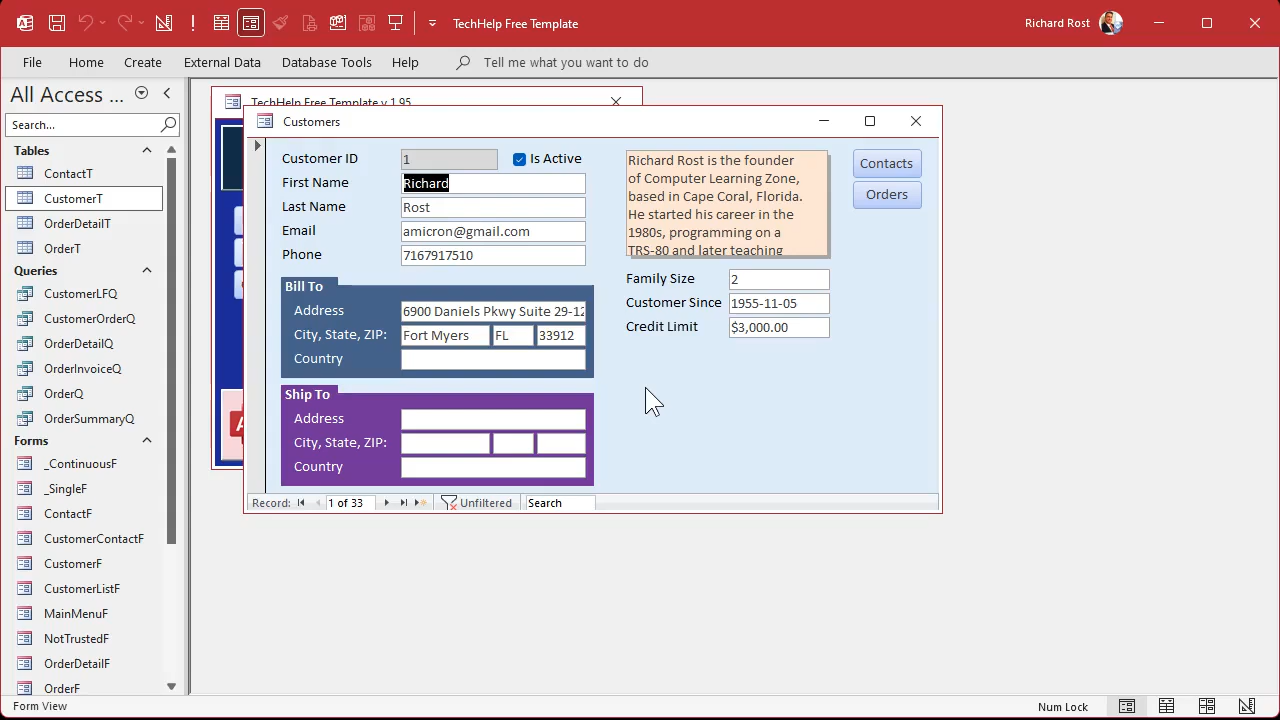 TechHelp Free Template
Richard Rost
File Home Create External Data Database Tools Help Tell me what you want to do
All Access ...
Search...
Tables
ContactT
CustomerT
OrderDetailT
OrderT
Queries
CustomerLFQ
CustomerOrderQ
OrderDetailQ
OrderInvoiceQ
OrderQ
OrderSummaryQ
Forms
_ContinuousF
_SingleF
ContactF
CustomerContactF
CustomerF
CustomerListF
MainMenuF
NotTrustedF
OrderDetailF
OrderF
TechHelp Free Template v 1.95
Customers
Customer ID 1 Is Active
First Name Richard
Last Name Rost
Email amicron@gmail.com
Phone 7167917510
Bill To
Address 6900 Daniels Pkwy Suite 29-12
City, State, ZIP: Fort Myers FL 33912
Country
Ship To
Address
City, State, ZIP:
Country
Richard Rost is the founder
of Computer Learning Zone,
based in Cape Coral, Florida.
He started his career in the
1980s, programming on a
TRS-80 and later teaching
Family Size 2
Customer Since 1955-11-05
Credit Limit $3,000.00
Contacts
Orders
Record: 1 of 33 Unfiltered Search
Form View
Num Lock